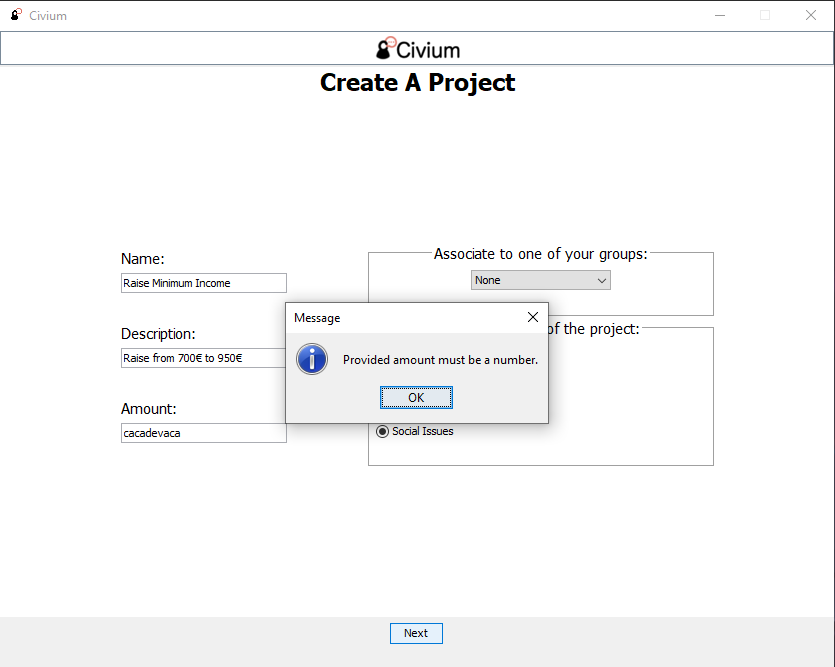 Civium
Civium
Create A Project
Name:
Raise Minimum Income
Description:
Raise from 700€ to 950€
Amount:
cacadevaca
Associate to one of your groups:
None
of the project:
Social Issues
Message
Provided amount must be a number.
OK
Next